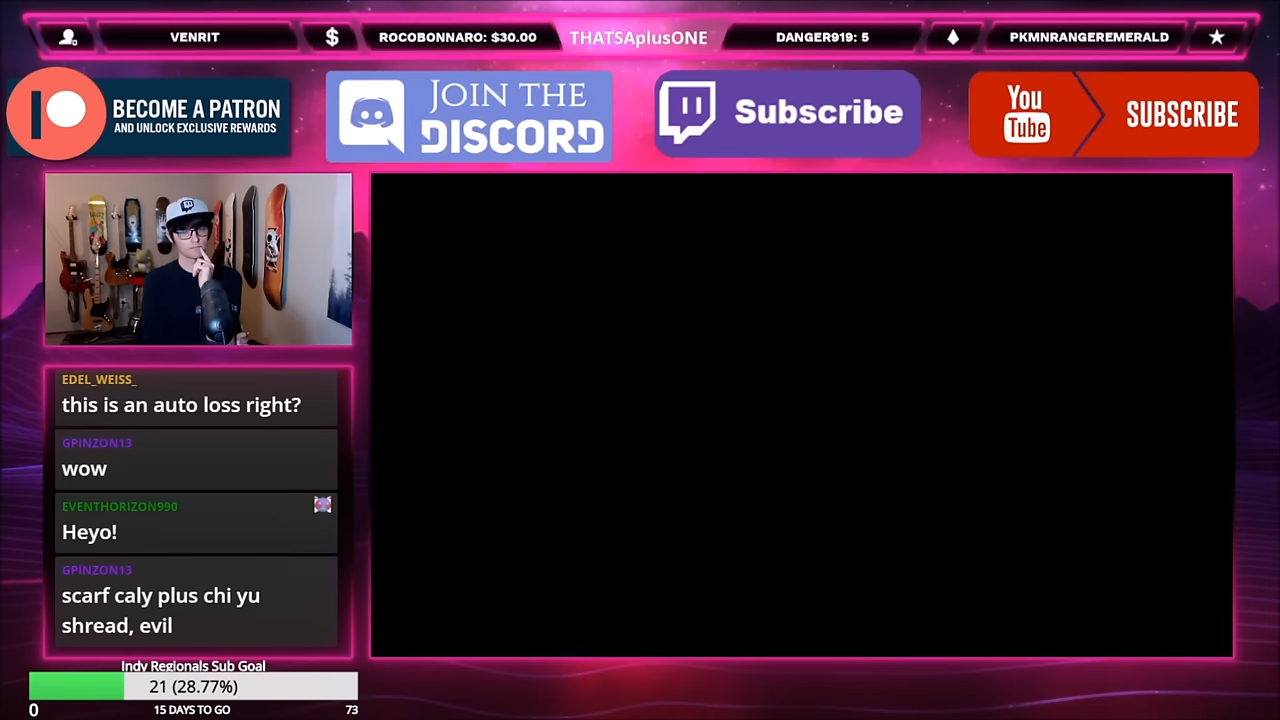 VENRIT
$
ROCOBONNARO: $30.00
THATSAplusONE
DANGER919: 5
PKMNRANGEREMERALD
BECOME A PATRON
AND UNLOCK EXCLUSIVE REWARDS
JOIN THE
DISCORD
Subscribe
You
Tube
SUBSCRIBE
EDEL_WEISS_
this is an auto loss right?
GPINZON13
wow
EVENTHORIZON990
Heyo!
GPINZON13
scarf caly plus chi yu
shread, evil
Indy Regionals Sub Goal
21 (28.77%)
0
15 DAYS TO GO
73